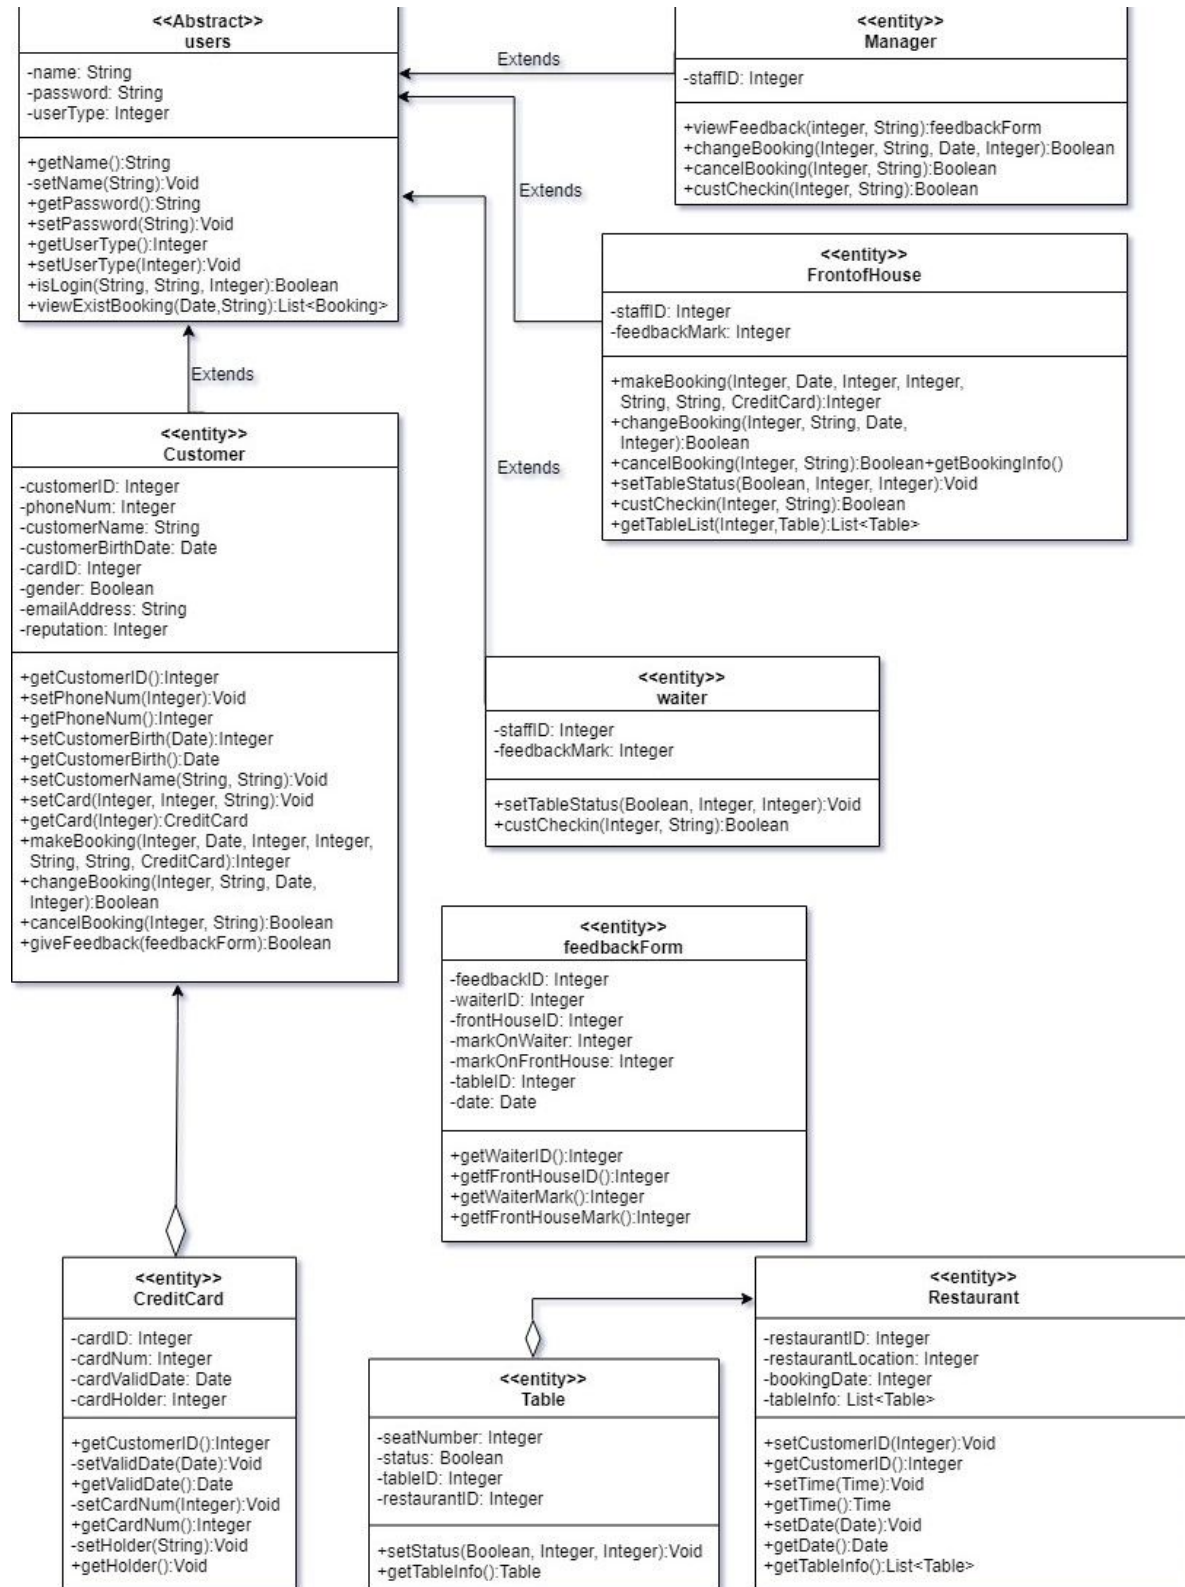 <<Abstract>>
users
-name: String
-password: String
-userType: Integer
+getName():String
-setName(String):Void
+getPassword():String
+setPassword(String):Void
+getUserType():Integer
+setUserType(Integer):Void
+isLogin(String, String, Integer):Boolean
+viewExistBooking(Date,String):List<Booking>
Extends
<<entity>>
Manager
-staffID: Integer
+viewFeedback(integer, String):feedbackForm
+changeBooking(Integer, String, Date, Integer):Boolean
+cancelBooking(Integer, String):Boolean
+custCheckin(Integer, String):Boolean
Extends
<<entity>>
FrontofHouse
-staffID: Integer
-feedbackMark: Integer
+makeBooking(Integer, Date, Integer, Integer,
String, String, CreditCard):Integer
+changeBooking(Integer, String, Date,
Integer):Boolean
+cancelBooking(Integer, String):Boolean+getBookingInfo()
+setTableStatus(Boolean, Integer, Integer):Void
+custCheckin(Integer, String):Boolean
+getTableList(Integer,Table):List<Table>
Extends
<<entity>>
Customer
-customerID: Integer
-phoneNum: Integer
-customerName: String
-customerBirthDate: Date
-cardID: Integer
-gender: Boolean
-emailAddress: String
-reputation: Integer
+getCustomerID():Integer
+setPhoneNum(Integer):Void
+getPhoneNum():Integer
+setCustomerBirth(Date):Integer
+getCustomerBirth():Date
+setCustomerName(String, String):Void
+setCard(Integer, Integer, String):Void
+getCard(Integer):CreditCard
+makeBooking(Integer, Date, Integer, Integer,
String, String, CreditCard):Integer
+changeBooking(Integer, String, Date,
Integer):Boolean
+cancelBooking(Integer, String):Boolean
+giveFeedback(feedbackForm):Boolean
Extends
<<entity>>
waiter
-staffID: Integer
-feedbackMark: Integer
+setTableStatus(Boolean, Integer, Integer):Void
+custCheckin(Integer, String):Boolean
<<entity>>
feedbackForm
-feedbackID: Integer
-waiterID: Integer
-frontHouseID: Integer
-markOnWaiter: Integer
-markOnFrontHouse: Integer
-tableID: Integer
-date: Date
+getWaiterID():Integer
+getfFrontHouseID():Integer
+getWaiterMark():Integer
+getfFrontHouseMark():Integer
<<entity>>
CreditCard
-cardID: Integer
-cardNum: Integer
-cardValidDate: Date
-cardHolder: Integer
+getCustomerID():Integer
-setValidDate(Date):Void
+getValidDate():Date
-setCardNum(Integer):Void
+getCardNum():Integer
-setHolder(String):Void
+getHolder():Void
<<entity>>
Table
-seatNumber: Integer
-status: Boolean
-tableID: Integer
-restaurantID: Integer
+setStatus(Boolean, Integer, Integer):Void
+getTableInfo():Table
<<entity>>
Restaurant
-restaurantID: Integer
-restaurantLocation: Integer
-bookingDate: Integer
-tableInfo: List<Table>
+setCustomerID(Integer):Void
+getCustomerID():Integer
+setTime(Time):Void
+getTime():Time
+setDate(Date):Void
+getDate():Date
+getTableInfo():List<Table>